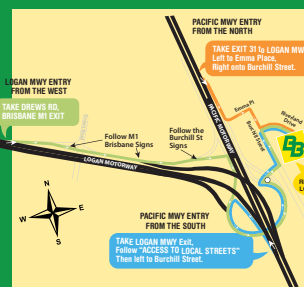 PACIFIC MWY ENTRY
FROM THE NORTH
TAKE EXIT 31 to LOGAN MW
Left to Emma Place,
Right onto Burchill Street.
LOGAN MWY ENTRY
FROM THE WEST
TAKE DREWS RD,
BRISBANE M1 EXIT
Emma Pl
Riverland
Drive
Burchill Street
PACIFIC MOTORWAY
Follow M1
Brisbane Signs
Follow the
Burchill St
Signs
LOGAN MOTORWAY
N
W
E
S
PACIFIC MWY ENTRY
FROM THE SOUTH
TAKE LOGAN MWY Exit,
Follow "ACCESS TO LOCAL STREETS"
Then left to Burchill Street.